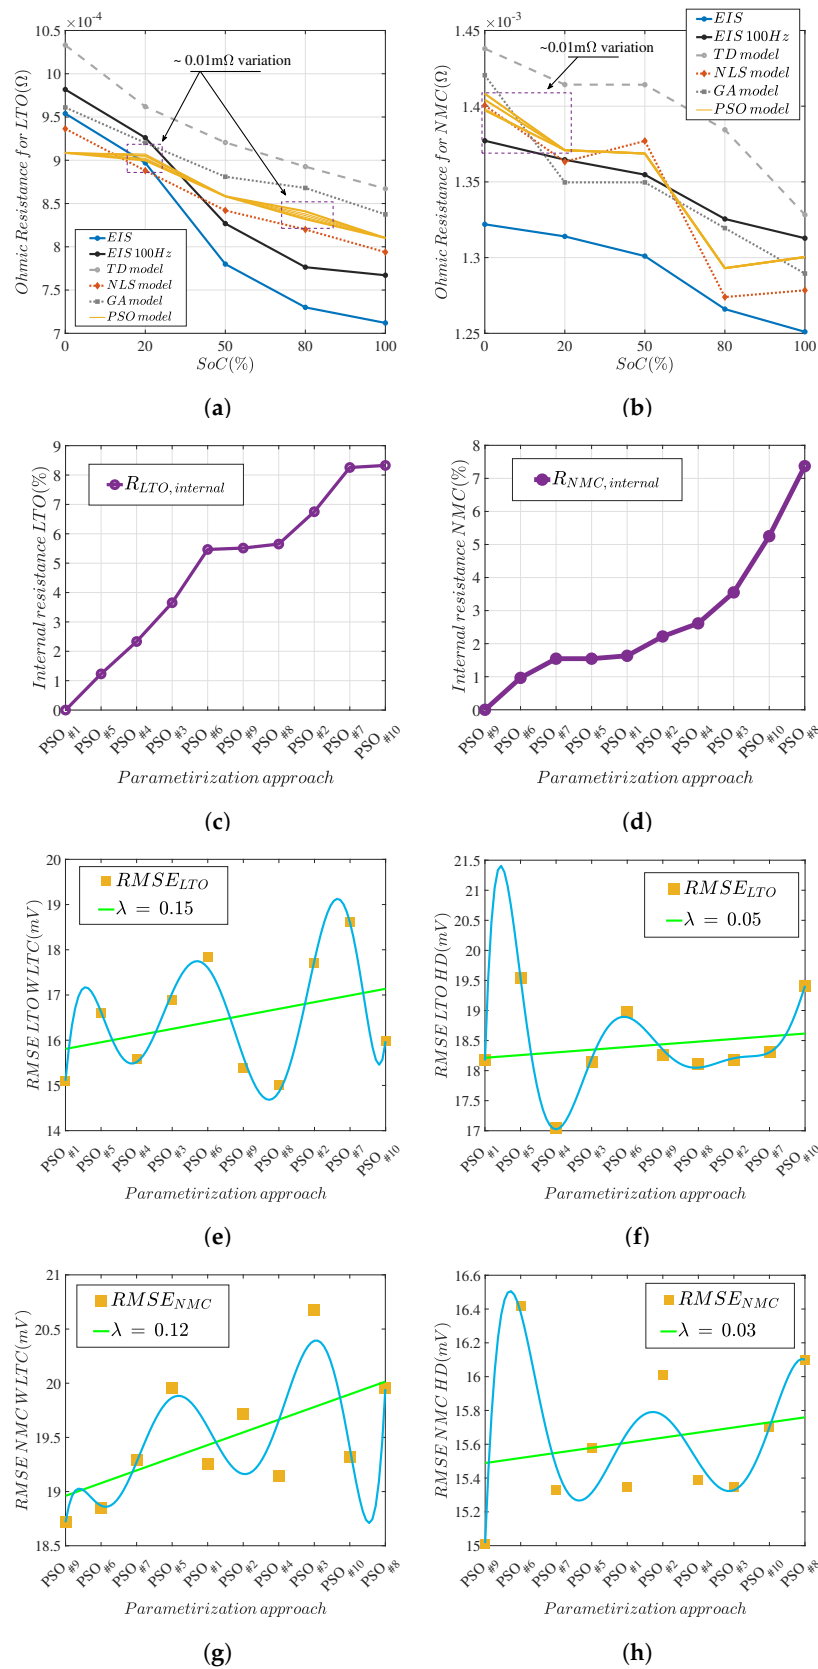 ×10⁻⁴
10.5
10
9.5
9
8.5
8
7.5
7
0 20 50 80 100
SoC(%)
Ohmic Resistance for LTO(Ω)
~ 0.01mΩ variation
EIS
EIS 100Hz
TD model
NLS model
GA model
PSO model
(a)
×10⁻³
1.45
1.4
1.35
1.3
1.25
0 20 50 80 100
SoC(%)
Ohmic Resistance for NMC(Ω)
~0.01mΩ variation
EIS
EIS 100Hz
TD model
NLS model
GA model
PSO model
(b)
9
8
7
6
5
4
3
2
1
0
Internal resistance LTO(%)
R_LTO, internal
PSO #1 PSO #5 PSO #4 PSO #3 PSO #6 PSO #9 PSO #8 PSO #2 PSO #7 PSO #10
Parametirization approach
(c)
8
7
6
5
4
3
2
1
0
Internal resistance NMC(%)
R_NMC, internal
PSO #9 PSO #6 PSO #7 PSO #5 PSO #1 PSO #2 PSO #4 PSO #3 PSO #10 PSO #8
Parametirization approach
(d)
20
19
18
17
16
15
14
RMSE LTO WLTC(mV)
RMSE_LTO
λ = 0.15
PSO #1 PSO #5 PSO #4 PSO #3 PSO #6 PSO #9 PSO #8 PSO #2 PSO #7 PSO #10
Parametirization approach
(e)
21.5
21
20.5
20
19.5
19
18.5
18
17.5
17
RMSE LTO HD(mV)
RMSE_LTO
λ = 0.05
PSO #1 PSO #5 PSO #4 PSO #3 PSO #6 PSO #9 PSO #8 PSO #2 PSO #7 PSO #10
Parametirization approach
(f)
21
20.5
20
19.5
19
18.5
RMSE NMC WLTC(mV)
RMSE_NMC
λ = 0.12
PSO #9 PSO #6 PSO #7 PSO #5 PSO #1 PSO #2 PSO #4 PSO #3 PSO #10 PSO #8
Parametirization approach
(g)
16.6
16.4
16.2
16
15.8
15.6
15.4
15.2
15
RMSE NMC HD(mV)
RMSE_NMC
λ = 0.03
PSO #9 PSO #6 PSO #7 PSO #5 PSO #1 PSO #2 PSO #4 PSO #3 PSO #10 PSO #8
Parametirization approach
(h)